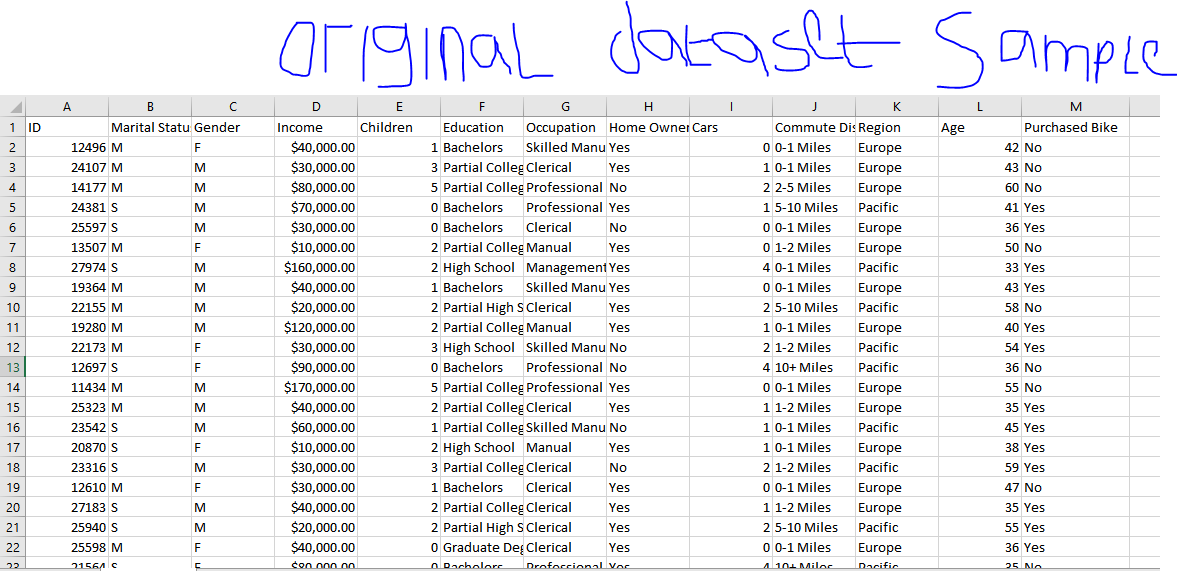 original dataset Sample
A B C D E F G H I J K L M
1 ID Marital Statu Gender Income Children Education Occupation Home Owner Cars Commute Dis Region Age Purchased Bike
2 12496 M F $40,000.00 1 Bachelors Skilled Manu Yes 0 0-1 Miles Europe 42 No
3 24107 M M $30,000.00 3 Partial Colleg Clerical Yes 1 0-1 Miles Europe 43 No
4 14177 M M $80,000.00 5 Partial Colleg Professional No 2 2-5 Miles Europe 60 No
5 24381 S M $70,000.00 0 Bachelors Professional Yes 1 5-10 Miles Pacific 41 Yes
6 25597 S M $30,000.00 0 Bachelors Clerical No 0 0-1 Miles Europe 36 Yes
7 13507 M F $10,000.00 2 Partial Colleg Manual Yes 0 1-2 Miles Europe 50 No
8 27974 S M $160,000.00 2 High School Management Yes 4 0-1 Miles Pacific 33 Yes
9 19364 M M $40,000.00 1 Bachelors Skilled Manu Yes 0 0-1 Miles Europe 43 Yes
10 22155 M M $20,000.00 2 Partial High S Clerical Yes 2 5-10 Miles Pacific 58 No
11 19280 M M $120,000.00 2 Partial Colleg Manual Yes 1 0-1 Miles Europe 40 Yes
12 22173 M F $30,000.00 3 High School Skilled Manu No 2 1-2 Miles Pacific 54 Yes
13 12697 S F $90,000.00 0 Bachelors Professional No 4 10+ Miles Pacific 36 No
14 11434 M M $170,000.00 5 Partial Colleg Professional Yes 0 0-1 Miles Europe 55 No
15 25323 M M $40,000.00 2 Partial Colleg Clerical Yes 1 1-2 Miles Europe 35 Yes
16 23542 S M $60,000.00 1 Partial Colleg Skilled Manu No 1 0-1 Miles Pacific 45 Yes
17 20870 S F $10,000.00 2 High School Manual Yes 1 0-1 Miles Europe 38 Yes
18 23316 S M $30,000.00 3 Partial Colleg Clerical No 2 1-2 Miles Pacific 59 Yes
19 12610 M F $30,000.00 1 Bachelors Clerical Yes 0 0-1 Miles Europe 47 No
20 27183 S M $40,000.00 2 Partial Colleg Clerical Yes 1 1-2 Miles Europe 35 Yes
21 25940 S M $20,000.00 2 Partial High S Clerical Yes 2 5-10 Miles Pacific 55 Yes
22 25598 M F $40,000.00 0 Graduate Deg Clerical Yes 0 0-1 Miles Europe 36 Yes
23 21564 S F $80,000.00 0 Bachelors Professional Yes 4 10+ Miles Pacific 35 No